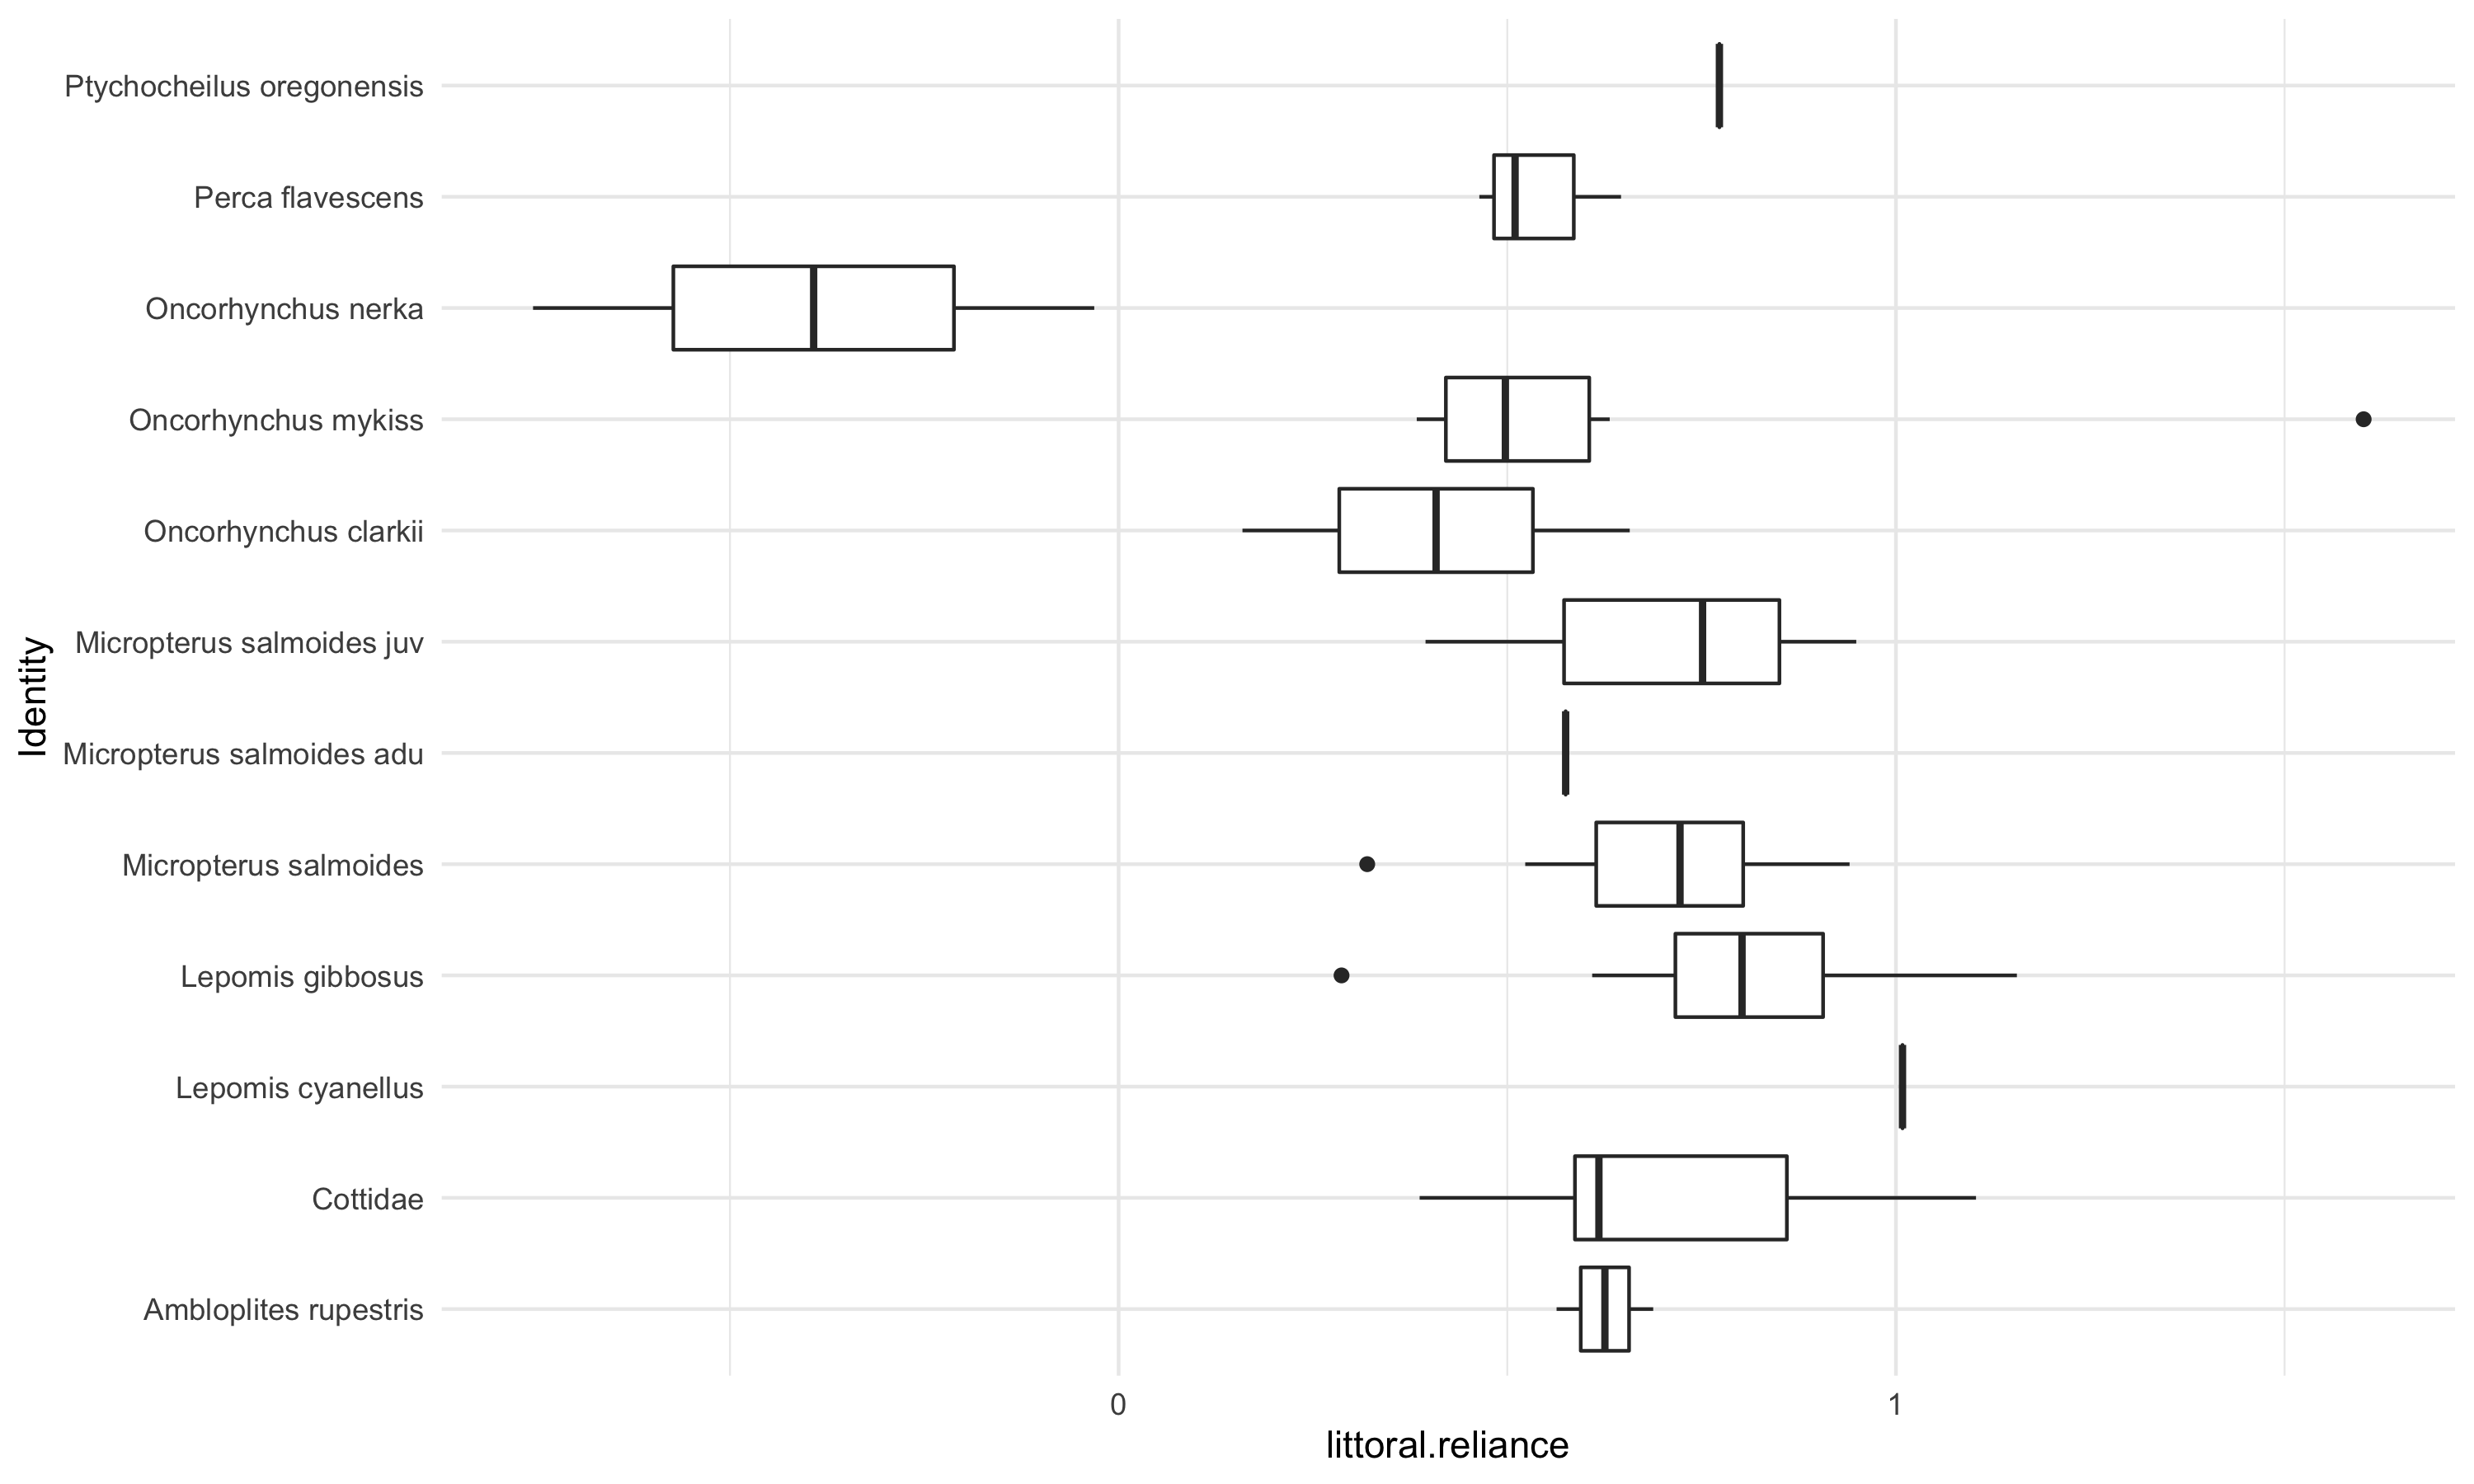 Ptychocheilus oregonensis
Perca flavescens
Oncorhynchus nerka
Oncorhynchus mykiss
Oncorhynchus clarkii
Micropterus salmoides juv
Identity
Micropterus salmoides adu
Micropterus salmoides
Lepomis gibbosus
Lepomis cyanellus
Cottidae
Ambloplites rupestris
0 1
littoral.reliance